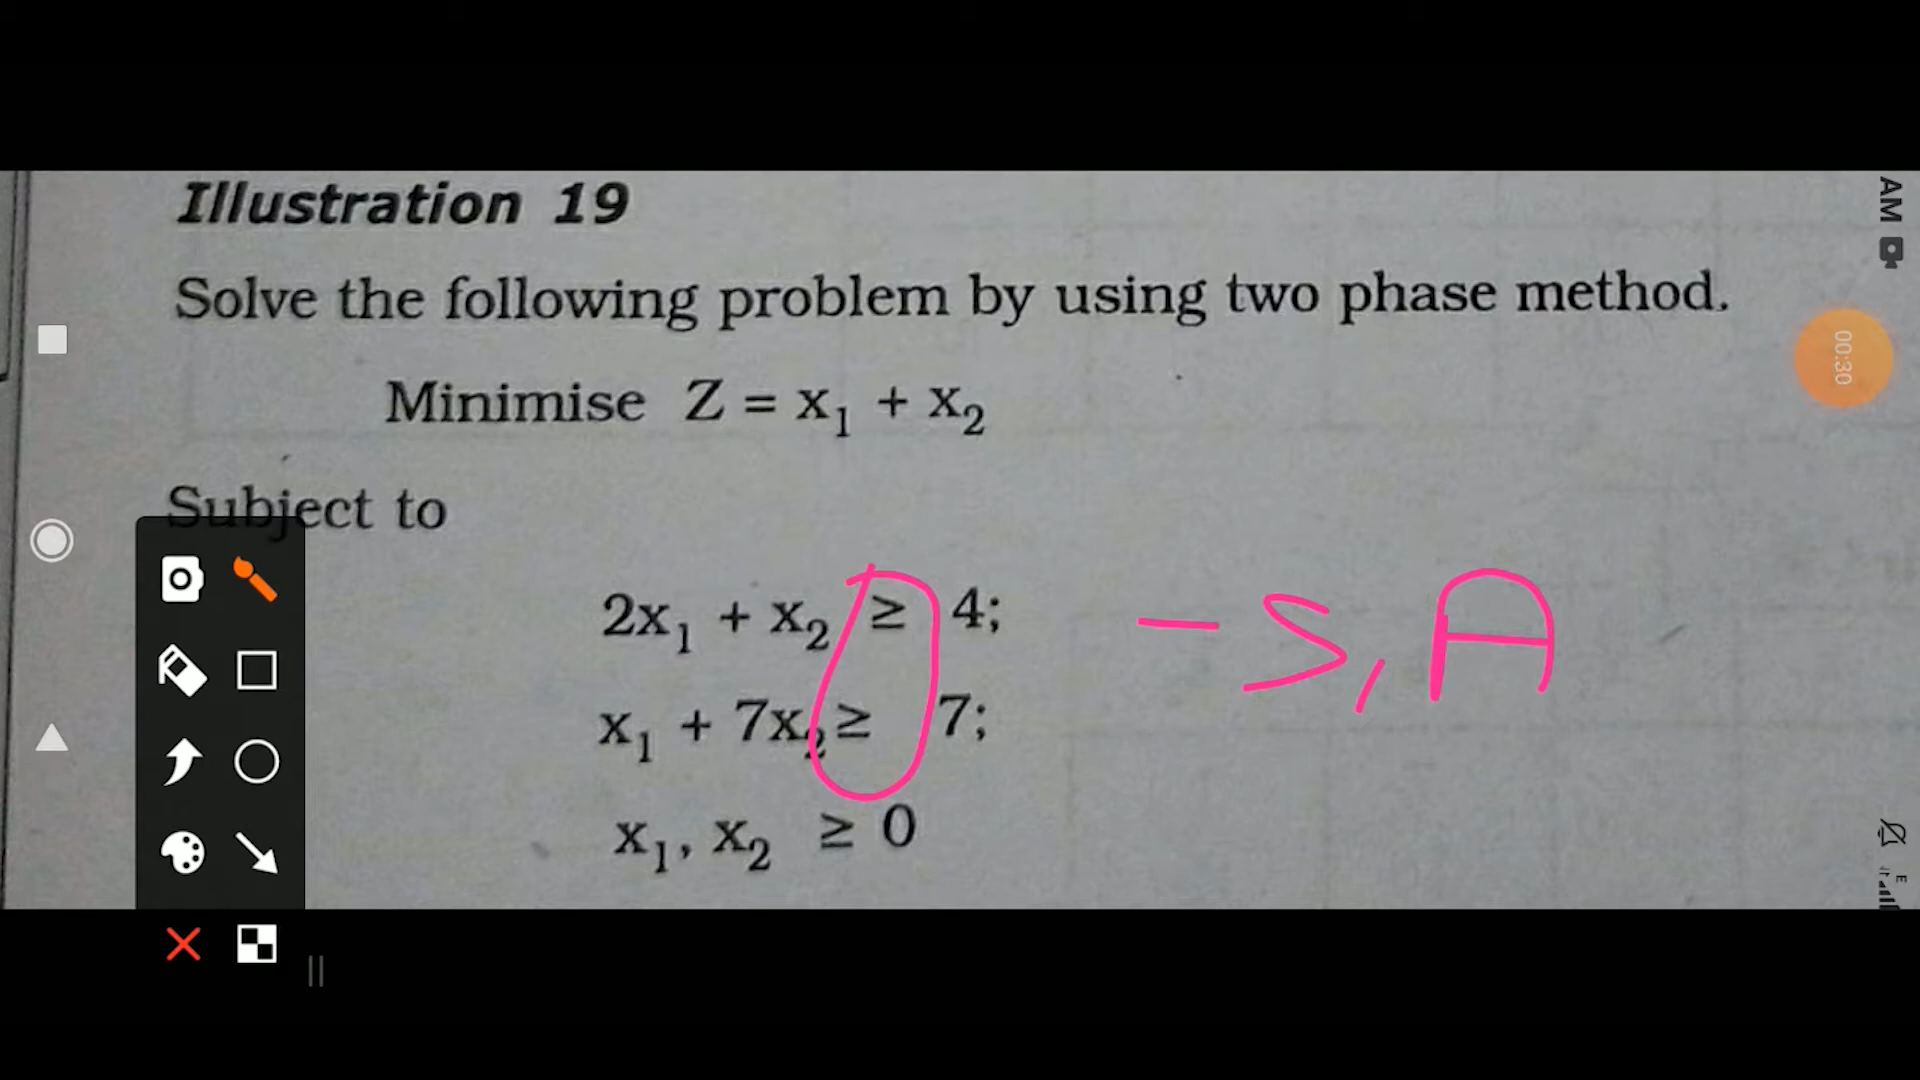 Illustration 19
Solve the following problem by using two phase method.
Minimise Z = x₁ + x₂
Subject to
2x₁ + x₂ ≥ 4; – S, A
x₁ + 7x₂ ≥ 7;
x₁, x₂ ≥ 0
AM
00:30
E